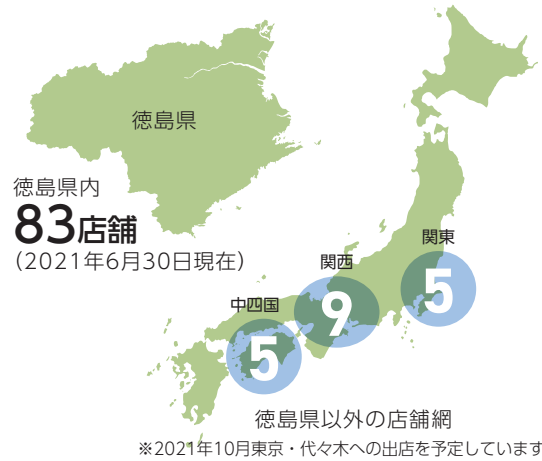 徳島県
徳島県内
83店舗
(2021年6月30日現在)
関東
5
関西
9
中四国
5
徳島県以外の店舗網
※2021年10月東京・代々木への出店を予定しています